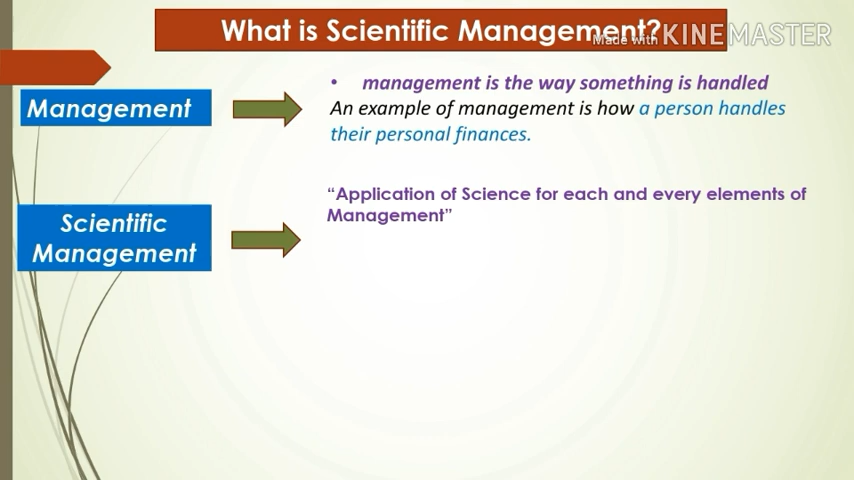 What is Scientific Management?
Made with KINEMASTER
Management
• management is the way something is handled
An example of management is how a person handles
their personal finances.
Scientific
Management
“Application of Science for each and every elements of
Management”